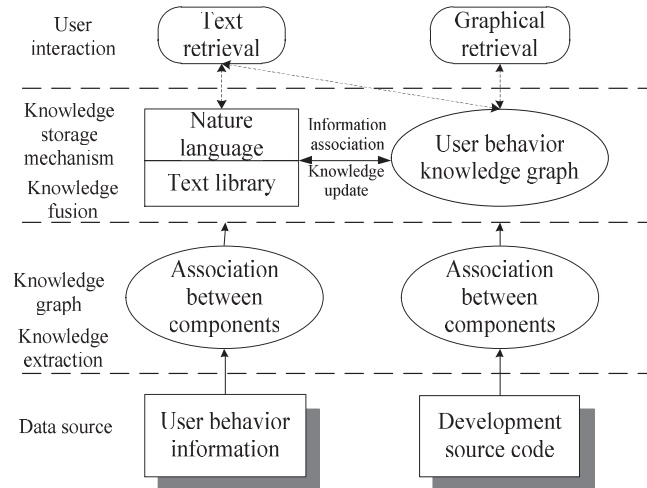 User
interaction
Text
retrieval
Graphical
retrieval
Knowledge
storage
mechanism
Knowledge
fusion
Nature
language
Text library
Information
association
Knowledge
update
User behavior
knowledge graph
Knowledge
graph
Knowledge
extraction
Association
between
components
Association
between
components
Data source
User behavior
information
Development
source code